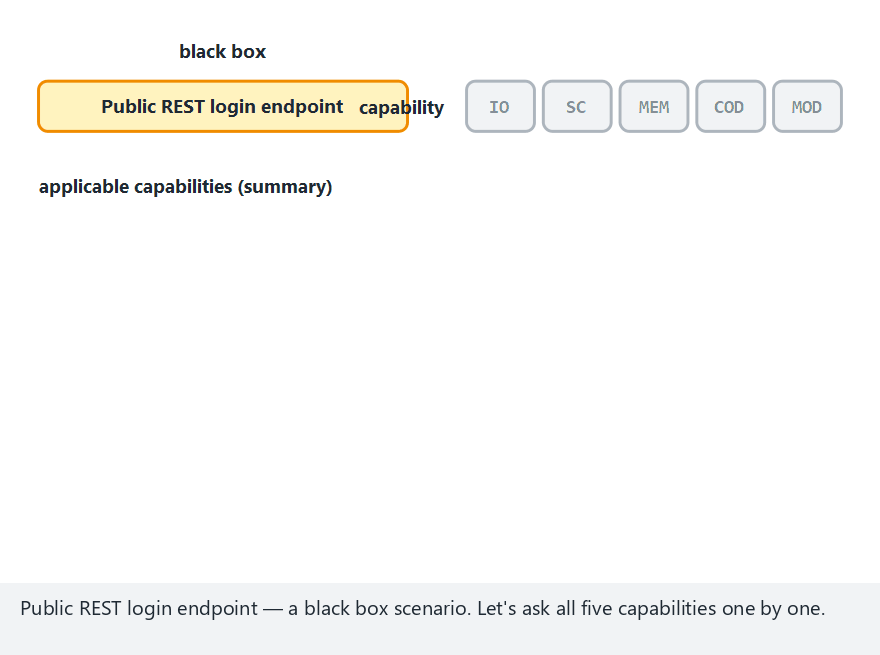 black box
Public REST login endpoint
capability
IO
SC
MEM
COD
MOD
applicable capabilities (summary)
Public REST login endpoint — a black box scenario. Let's ask all five capabilities one by one.